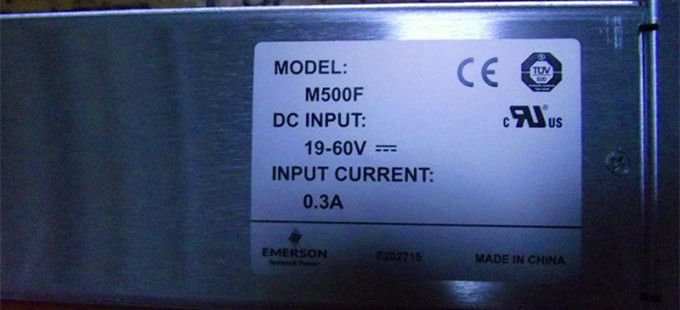 MODEL:
M500F
DC INPUT:
19-60V
INPUT CURRENT:
0.3A
CE
TÜV
C RU US
EMERSON
Network Power
E202715
MADE IN CHINA